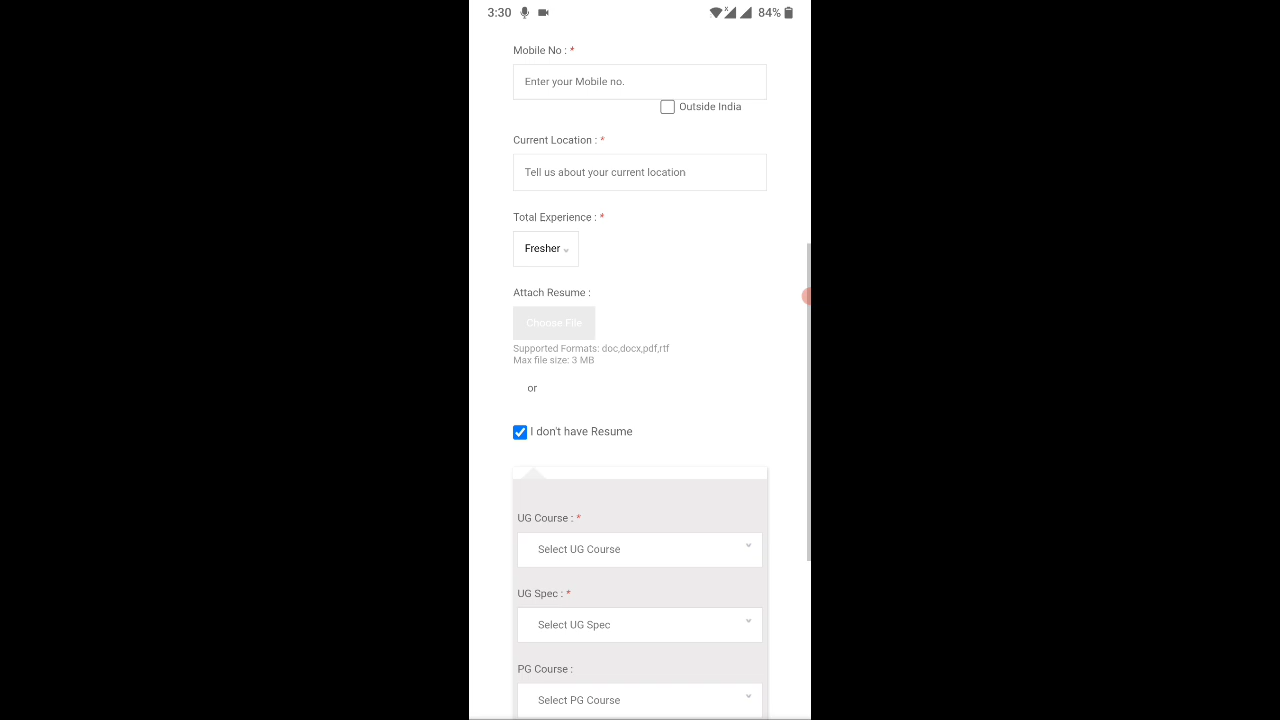 3:30
84%
Mobile No : *
Enter your Mobile no.
Outside India
Current Location : *
Tell us about your current location
Total Experience : *
Fresher
Attach Resume :
Choose File
Supported Formats: doc,docx,pdf,rtf
Max file size: 3 MB
or
I don't have Resume
UG Course : *
Select UG Course
UG Spec : *
Select UG Spec
PG Course :
Select PG Course